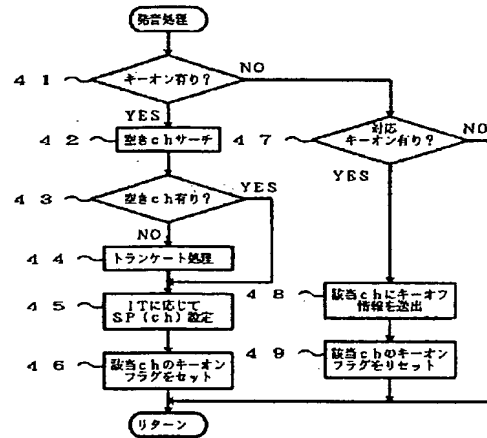 発音処理
41
キーオン有り?
NO
YES
42
空きchサーチ
47
対応
キーオン有り?
NO
YES
43
空きch有り?
YES
NO
44
トランケート処理
45
ITに応じて
SP(ch)設定
48
該当chにキーオフ
情報を送出
46
該当chのキーオン
フラグをセット
49
該当chのキーオン
フラグをリセット
リターン